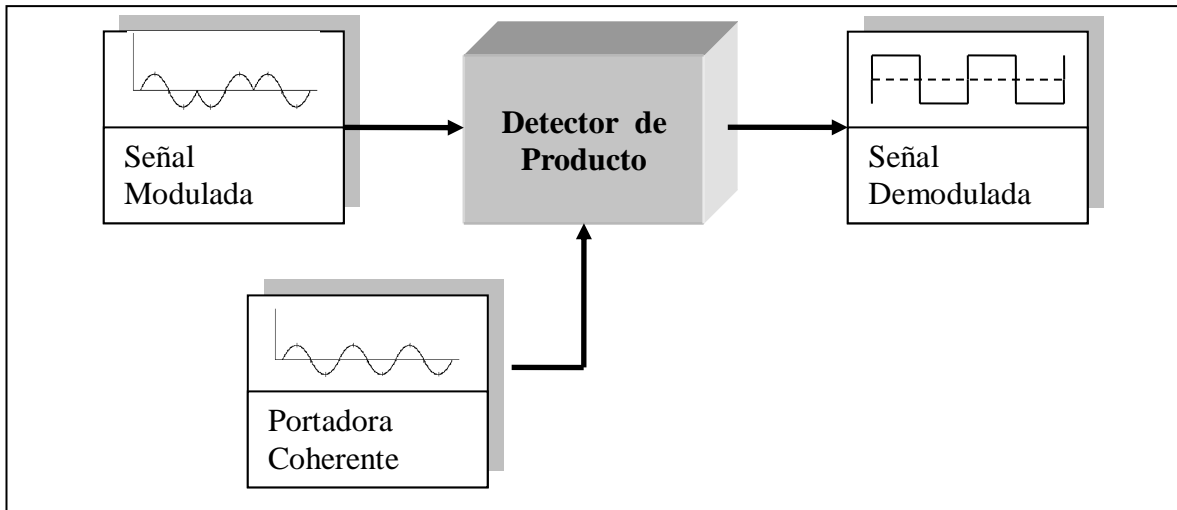 Señal
Modulada
Detector de
Producto
Señal
Demodulada
Portadora
Coherente